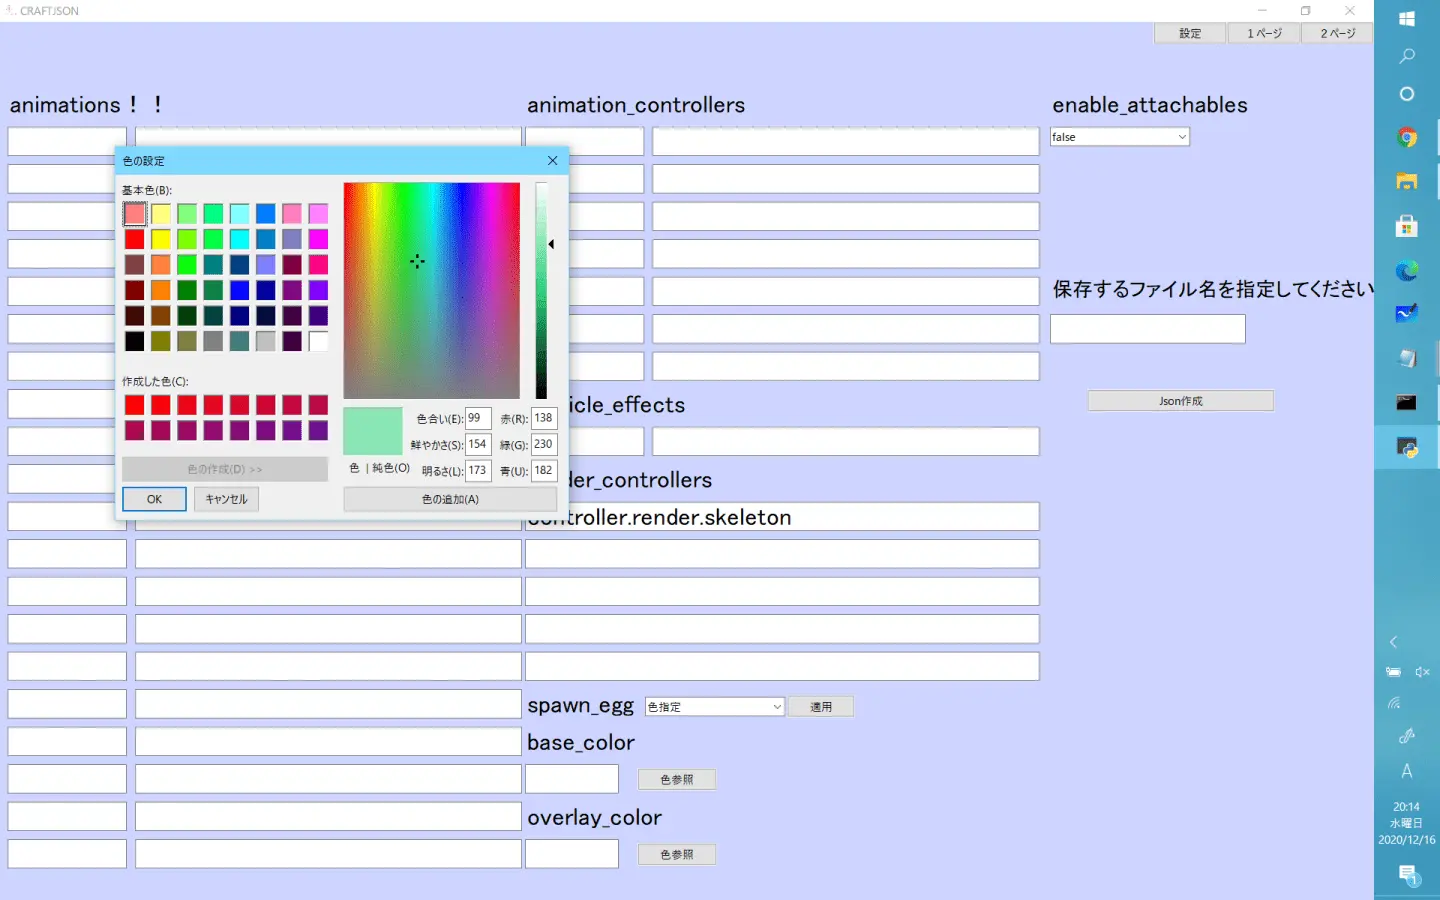 CRAFTJSON
設定
1 ページ
2 ページ
animations！！
animation_controllers
enable_attachables
false
色の設定
基本色(B):
作成した色(C):
色の作成(D) >>
OK
キャンセル
色 | 純色(O)
色合い(E): 99
赤(R): 138
鮮やかさ(S): 154
緑(G): 230
明るさ(L): 173
青(U): 182
色の追加(A)
保存するファイル名を指定してください
Json作成
icle_effects
der_controllers
controller.render.skeleton
spawn_egg
色指定
適用
base_color
色参照
overlay_color
色参照
A
20:14
水曜日
2020/12/16
1